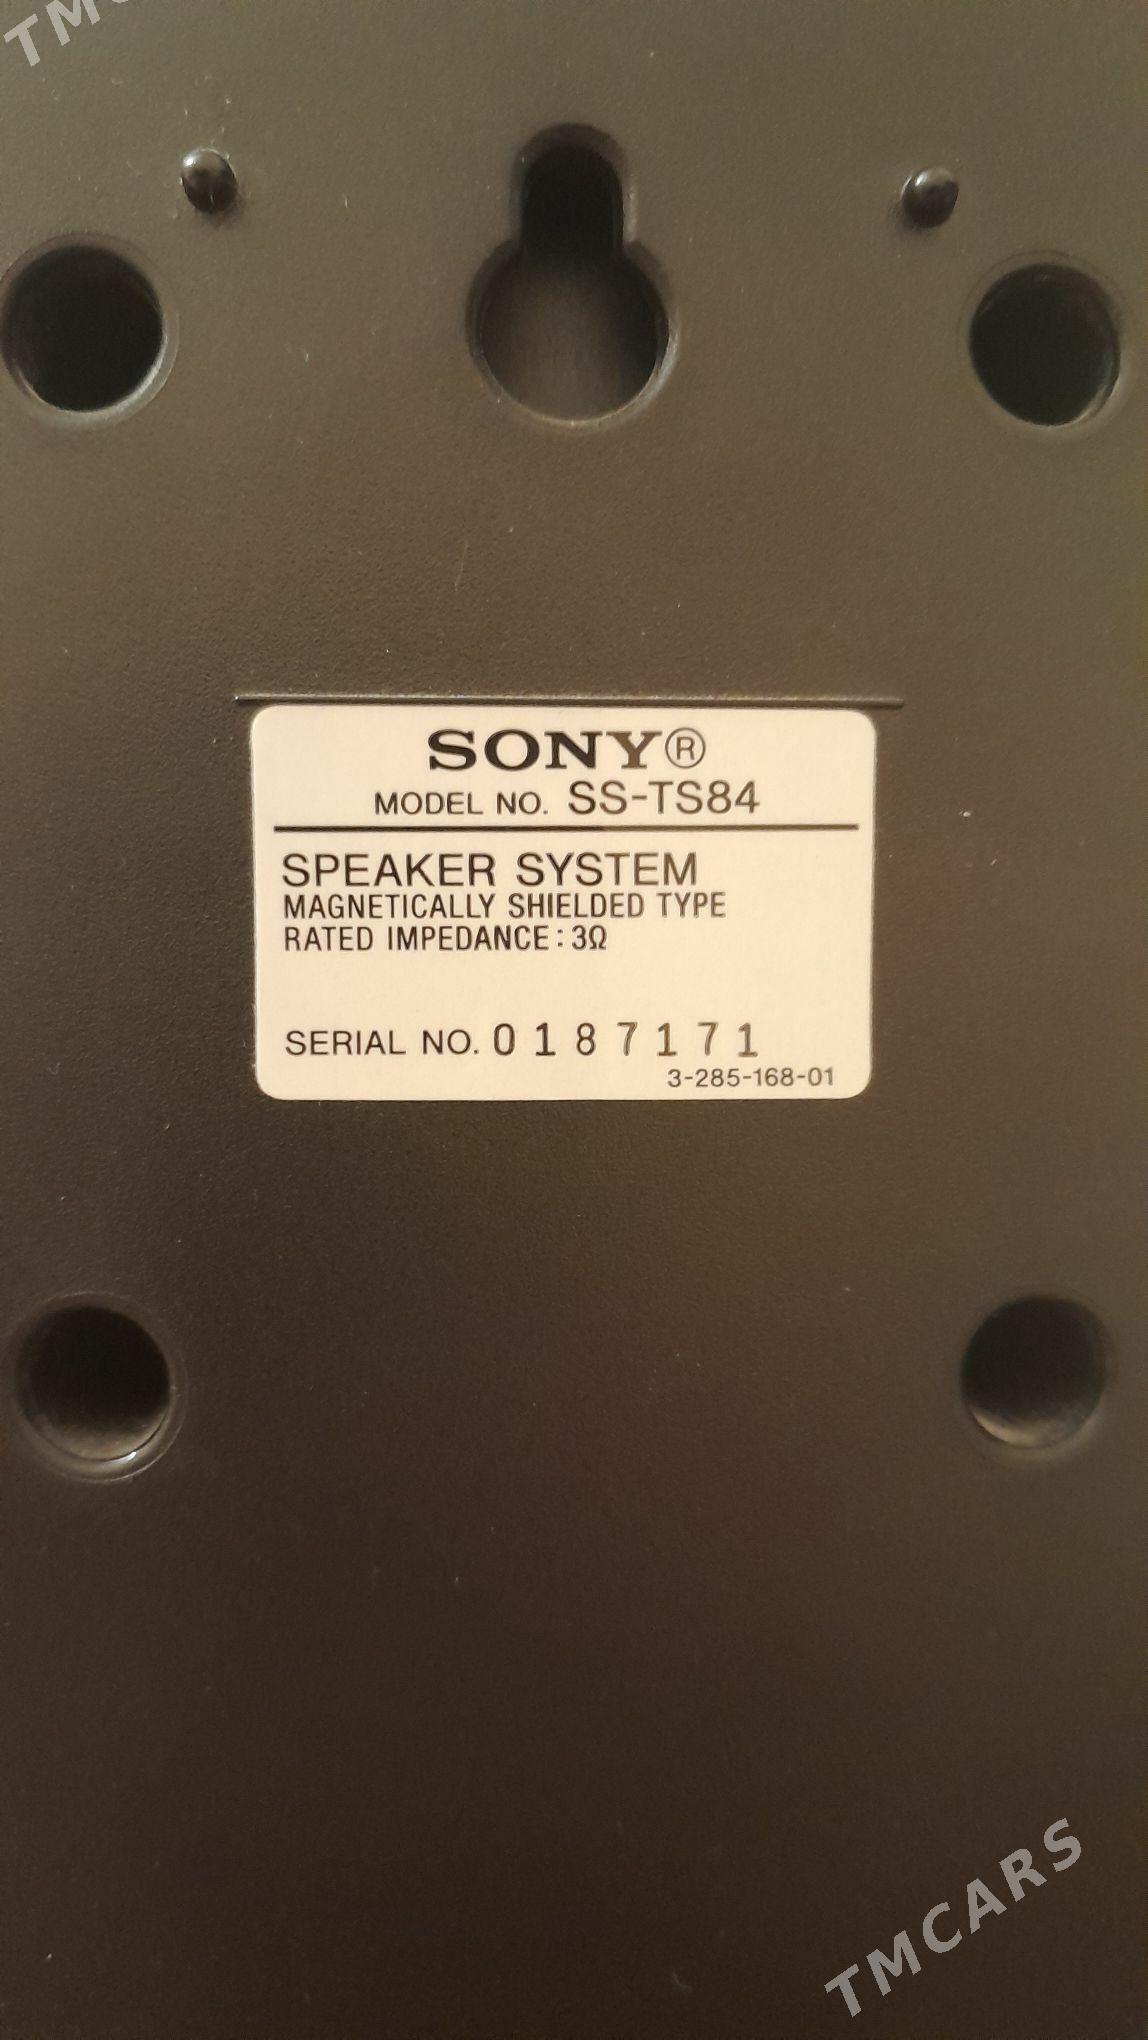 TMC
SONY®
MODEL NO. SS-TS84
SPEAKER SYSTEM
MAGNETICALLY SHIELDED TYPE
RATED IMPEDANCE : 3Ω
SERIAL NO. 0187171
3-285-168-01
TMCARS